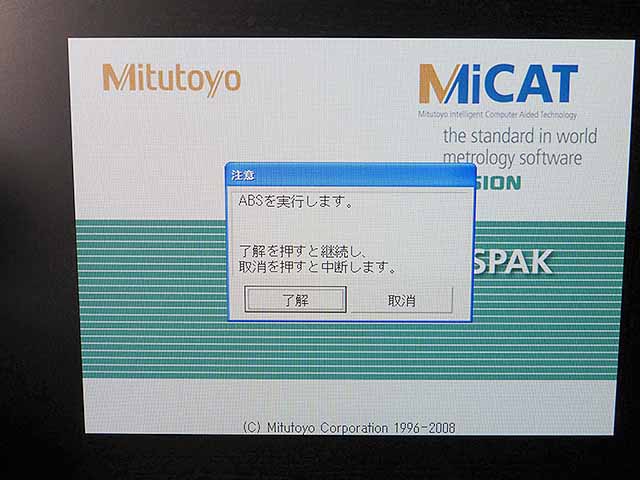 Mitutoyo
MiCAT
Mitutoyo Intelligent Computer Aided Technology
the standard in world
metrology software
SION
注意
ABSを実行します。
了解を押すと継続し、
取消を押すと中断します。
SPAK
了解
取消
(C) Mitutoyo Corporation 1996-2008